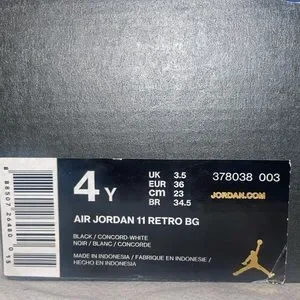 4 Y
UK 3.5
EUR 36
cm 23
BR 34.5
378038 003
JORDAN.COM
AIR JORDAN 11 RETRO BG
BLACK / CONCORD-WHITE
NOIR / BLANC / CONCORDE
MADE IN INDONESIA / FABRIQUE EN INDONESIE /
HECHO EN INDONESIA